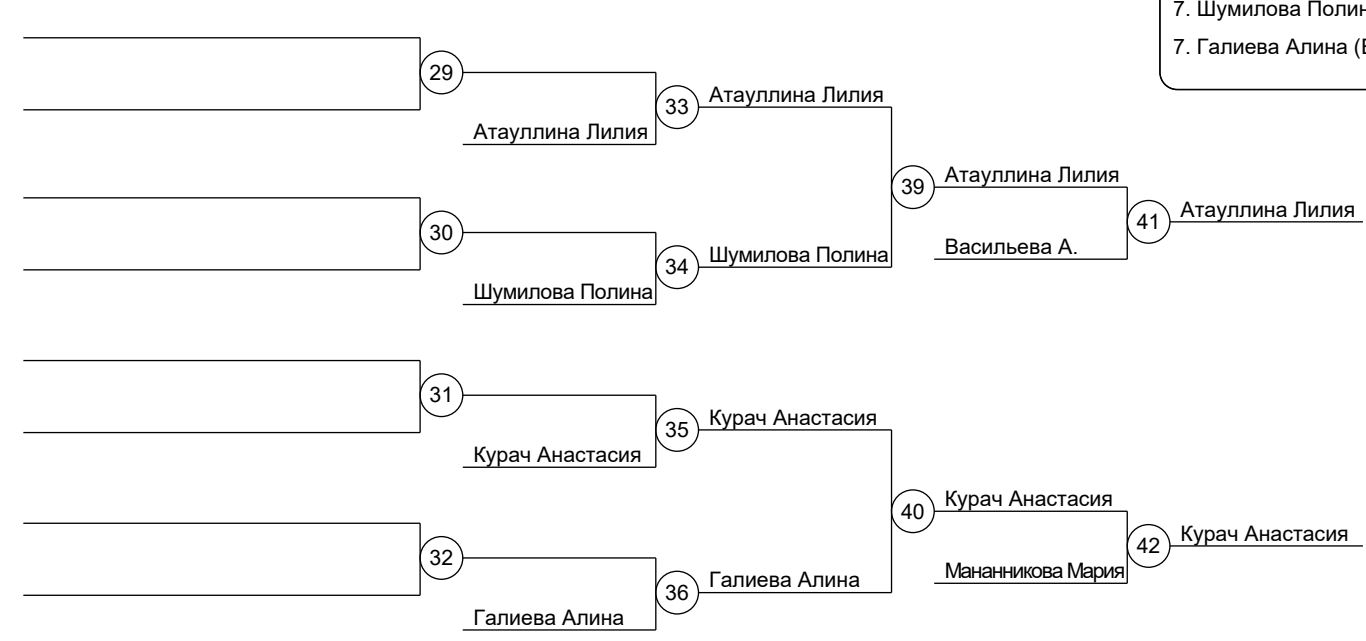 7. Шумилова Полин
7. Галиева Алина (
29
33
Атауллина Лилия
Атауллина Лилия
39
Атауллина Лилия
41
Атауллина Лилия
30
34
Шумилова Полина
Васильева А.
Шумилова Полина
31
35
Курач Анастасия
Курач Анастасия
40
Курач Анастасия
42
Курач Анастасия
32
36
Галиева Алина
Мананникова Мария
Галиева Алина